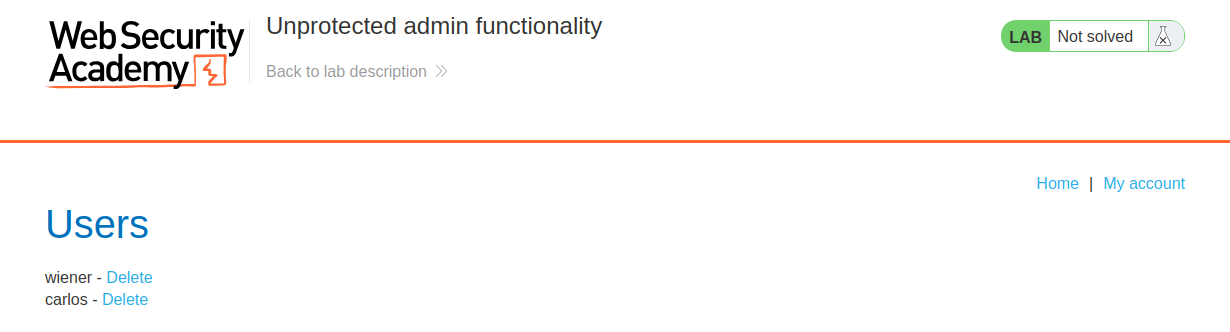 Web Security
Academy
Unprotected admin functionality
Back to lab description
LAB Not solved
Home | My account
Users
wiener - Delete
carlos - Delete